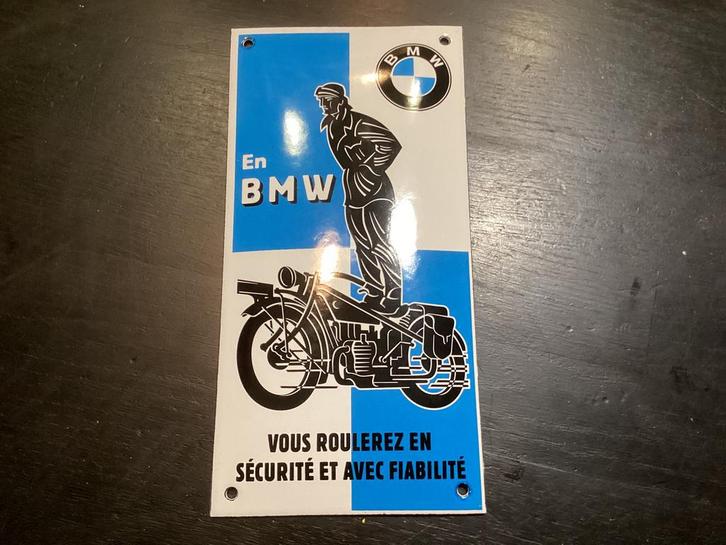 BMW
En
BMW
VOUS ROULEREZ EN
SÉCURITÉ ET AVEC FIABILITÉ